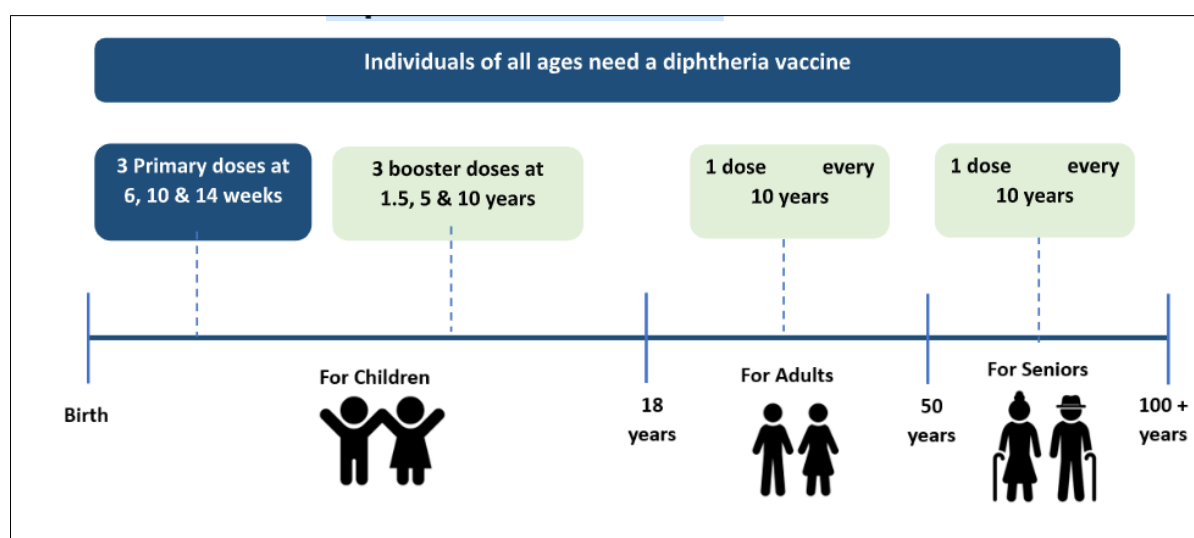 Individuals of all ages need a diphtheria vaccine
3 Primary doses at
6, 10 & 14 weeks
3 booster doses at
1.5, 5 & 10 years
1 dose every
10 years
1 dose every
10 years
For Children
For Adults
For Seniors
Birth
18
years
50
years
100 +
years